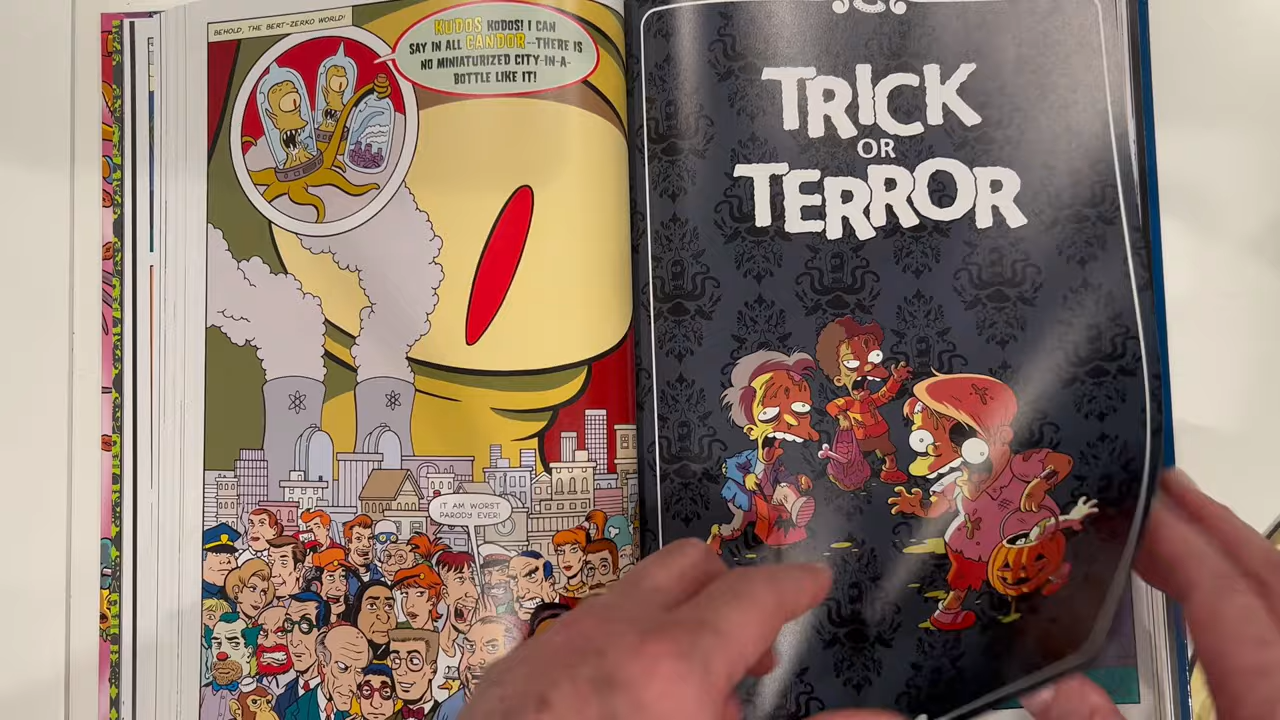 BEHOLD, THE BERT-ZERKO WORLD!
KUDOS KODOS! I CAN
SAY IN ALL CANDOR--THERE IS
NO MINIATURIZED CITY-IN-A-
BOTTLE LIKE IT!
IT AM WORST
PARODY EVER!
TRICK
OR
TERROR